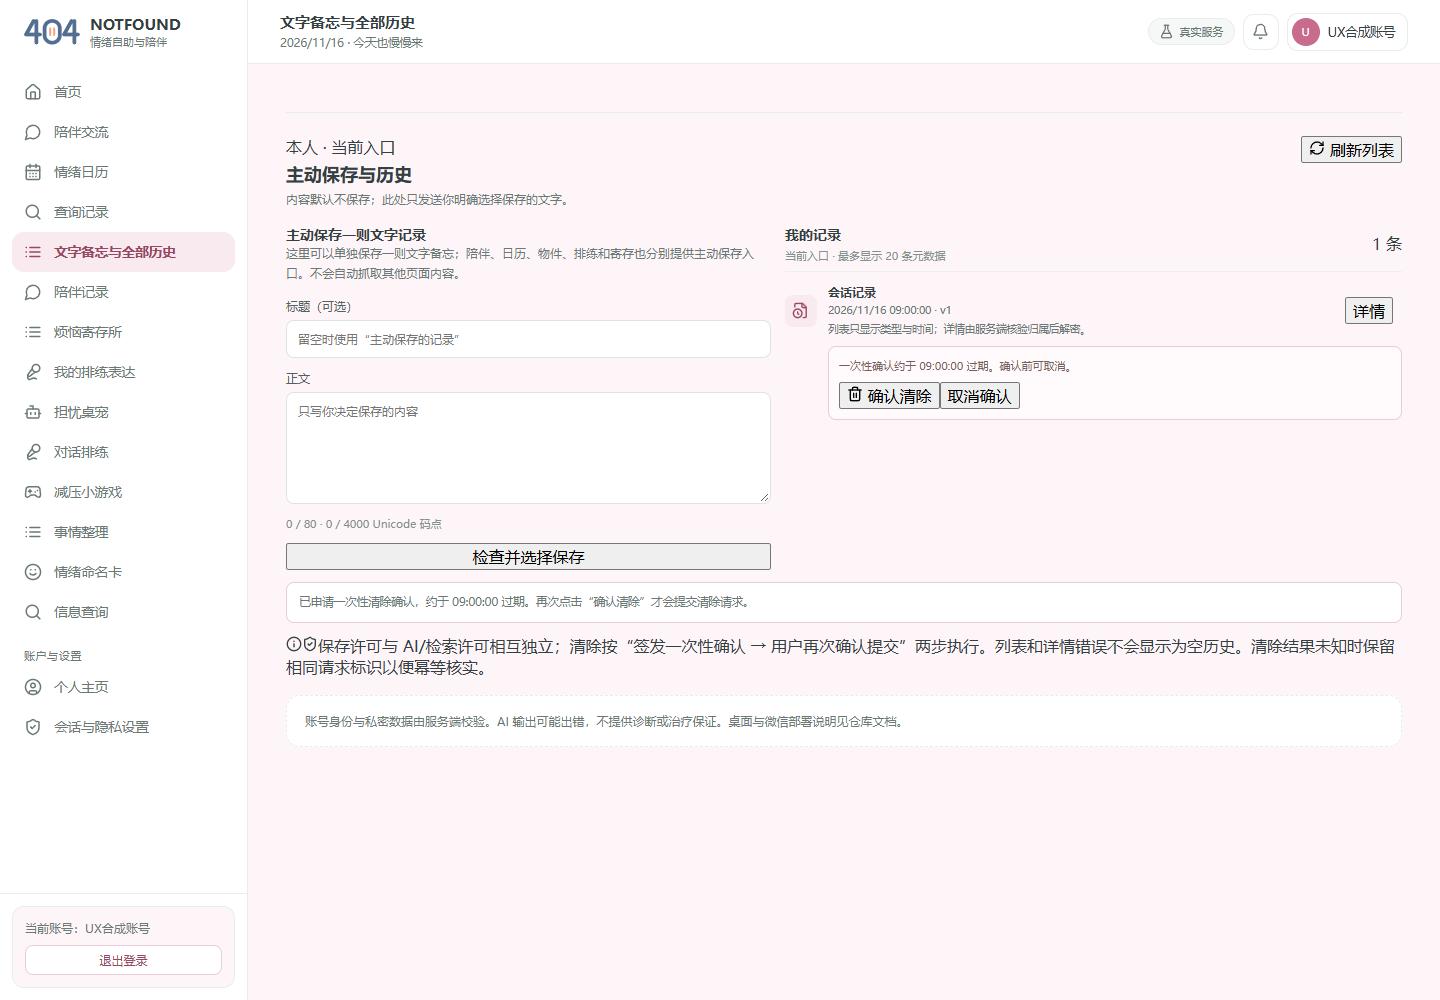 404 NOTFOUND
情绪自助与陪伴
首页
陪伴交流
情绪日历
查询记录
文字备忘与全部历史
陪伴记录
烦恼寄存所
我的排练表达
担忧桌宠
对话排练
减压小游戏
事情整理
情绪命名卡
信息查询
账户与设置
个人主页
会话与隐私设置
当前账号：UX合成账号
退出登录
文字备忘与全部历史
2026/11/16 · 今天也慢慢来
真实服务
U
UX合成账号
本人 · 当前入口
主动保存与历史
内容默认不保存；此处只发送你明确选择保存的文字。
刷新列表
主动保存一则文字记录
这里可以单独保存一则文字备忘；陪伴、日历、物件、排练和寄存也分别提供主动保存入
口。不会自动抓取其他页面内容。
标题（可选）
留空时使用“主动保存的记录”
正文
只写你决定保存的内容
0 / 80 · 0 / 4000 Unicode 码点
检查并选择保存
我的记录
当前入口 · 最多显示 20 条元数据
1 条
会话记录
2026/11/16 09:00:00 · v1
列表只显示类型与时间；详情由服务端核验归属后解密。
详情
一次性确认约于 09:00:00 过期。确认前可取消。
确认清除
取消确认
已申请一次性清除确认，约于 09:00:00 过期。再次点击“确认清除”才会提交清除请求。
保存许可与 AI/检索许可相互独立；清除按“签发一次性确认 → 用户再次确认提交”两步执行。列表和详情错误不会显示为空历史。清除结果未知时保留
相同请求标识以便幂等核实。
账号身份与私密数据由服务端校验。AI 输出可能出错，不提供诊断或治疗保证。桌面与微信部署说明见仓库文档。